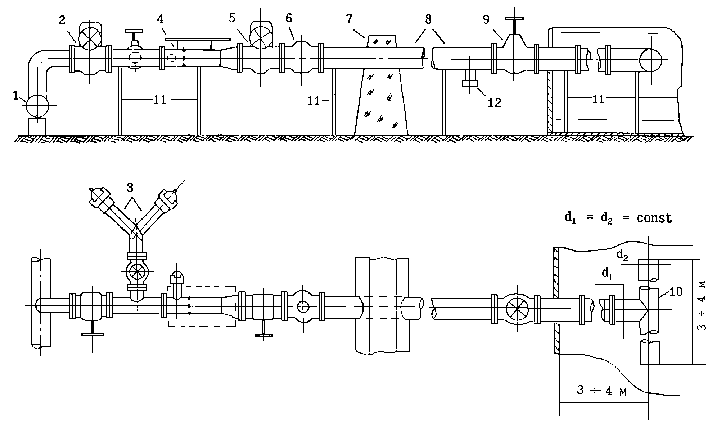 2
4
5
6
7
8
9
1
11
11
11
12
3
d₁ = d₂ = const
d₂
d₁
10
3 ÷ 4 м
3 ÷ 4 м